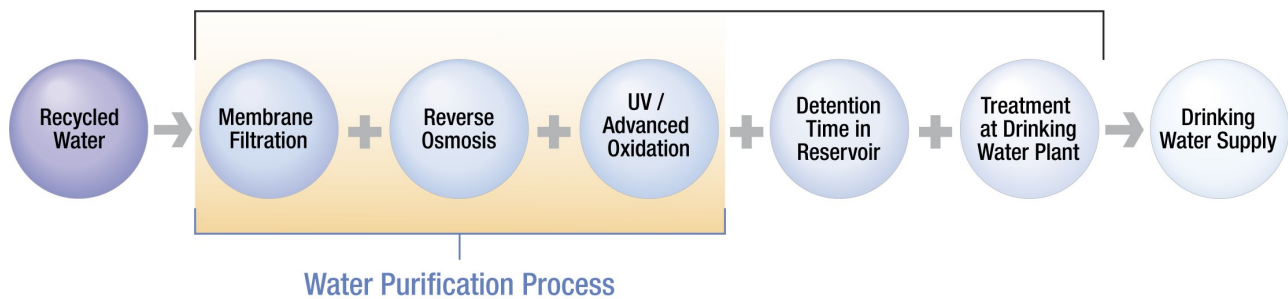 Recycled
Water
Membrane
Filtration
Reverse
Osmosis
UV /
Advanced
Oxidation
Detention
Time in
Reservoir
Treatment
at Drinking
Water Plant
Drinking
Water Supply
Water Purification Process